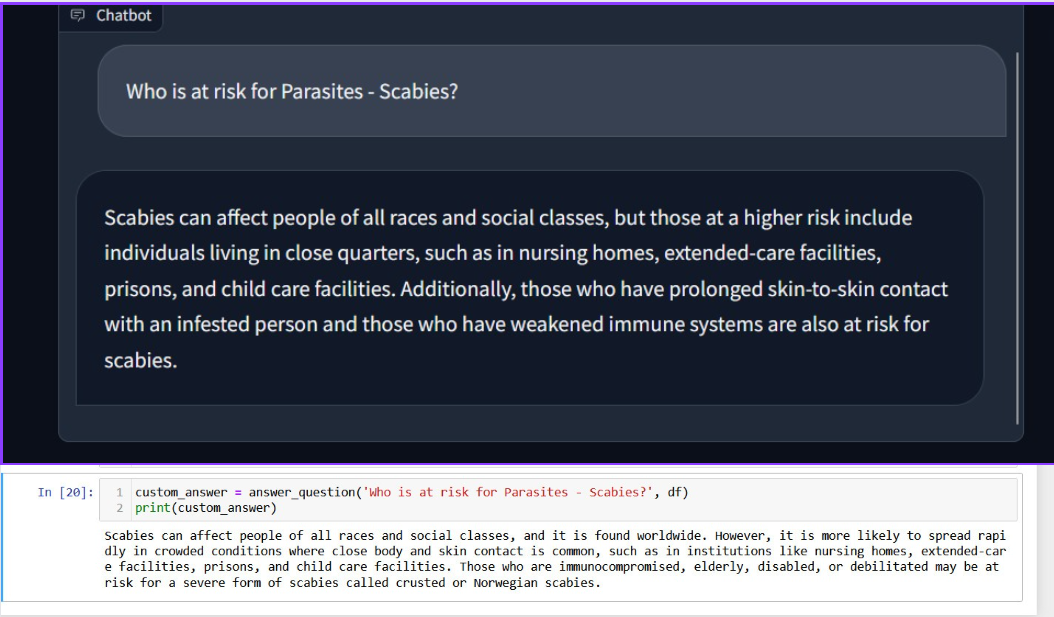 Chatbot
Who is at risk for Parasites - Scabies?
Scabies can affect people of all races and social classes, but those at a higher risk include
individuals living in close quarters, such as in nursing homes, extended-care facilities,
prisons, and child care facilities. Additionally, those who have prolonged skin-to-skin contact
with an infested person and those who have weakened immune systems are also at risk for
scabies.
In [20]:
1 custom_answer = answer_question('Who is at risk for Parasites - Scabies?', df)
2 print(custom_answer)
Scabies can affect people of all races and social classes, and it is found worldwide. However, it is more likely to spread rapi
dly in crowded conditions where close body and skin contact is common, such as in institutions like nursing homes, extended-car
e facilities, prisons, and child care facilities. Those who are immunocompromised, elderly, disabled, or debilitated may be at
risk for a severe form of scabies called crusted or Norwegian scabies.